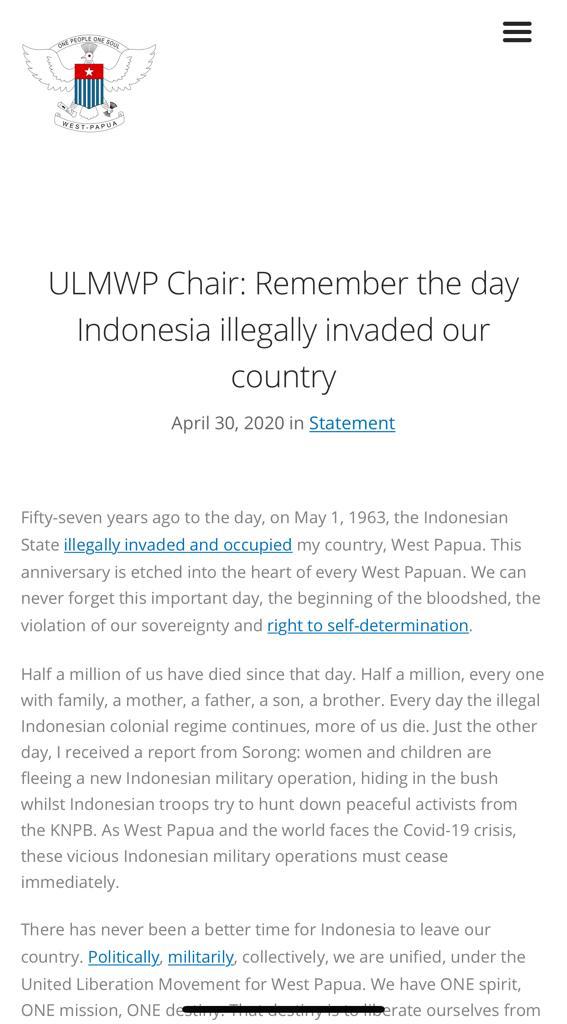 ONE PEOPLE ONE SOUL
WEST-PAPUA
ULMWP Chair: Remember the day
Indonesia illegally invaded our
country
April 30, 2020 in Statement
Fifty-seven years ago to the day, on May 1, 1963, the Indonesian
State illegally invaded and occupied my country, West Papua. This
anniversary is etched into the heart of every West Papuan. We can
never forget this important day, the beginning of the bloodshed, the
violation of our sovereignty and right to self-determination.
Half a million of us have died since that day. Half a million, every one
with family, a mother, a father, a son, a brother. Every day the illegal
Indonesian colonial regime continues, more of us die. Just the other
day, I received a report from Sorong: women and children are
fleeing a new Indonesian military operation, hiding in the bush
whilst Indonesian troops try to hunt down peaceful activists from
the KNPB. As West Papua and the world faces the Covid-19 crisis,
these vicious Indonesian military operations must cease
immediately.
There has never been a better time for Indonesia to leave our
country. Politically, militarily, collectively, we are unified, under the
United Liberation Movement for West Papua. We have ONE spirit,
ONE mission, ONE destiny. That destiny is to liberate ourselves from